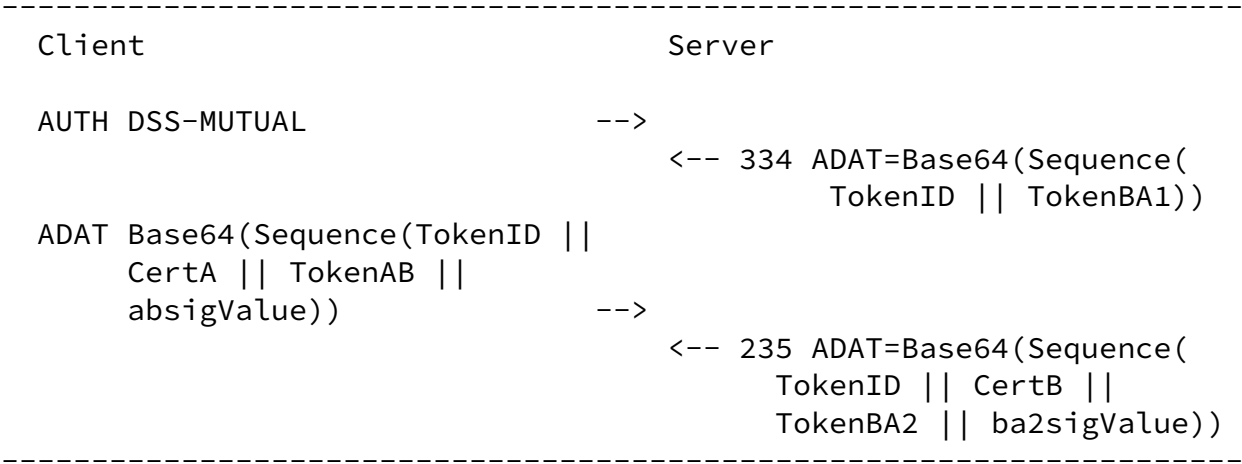 ---------------------------------------------------------------------
Client Server
AUTH DSS-MUTUAL -->
<-- 334 ADAT=Base64(Sequence(
TokenID || TokenBA1))
ADAT Base64(Sequence(TokenID ||
CertA || TokenAB ||
absigValue)) -->
<-- 235 ADAT=Base64(Sequence(
TokenID || CertB ||
TokenBA2 || ba2sigValue))
---------------------------------------------------------------------